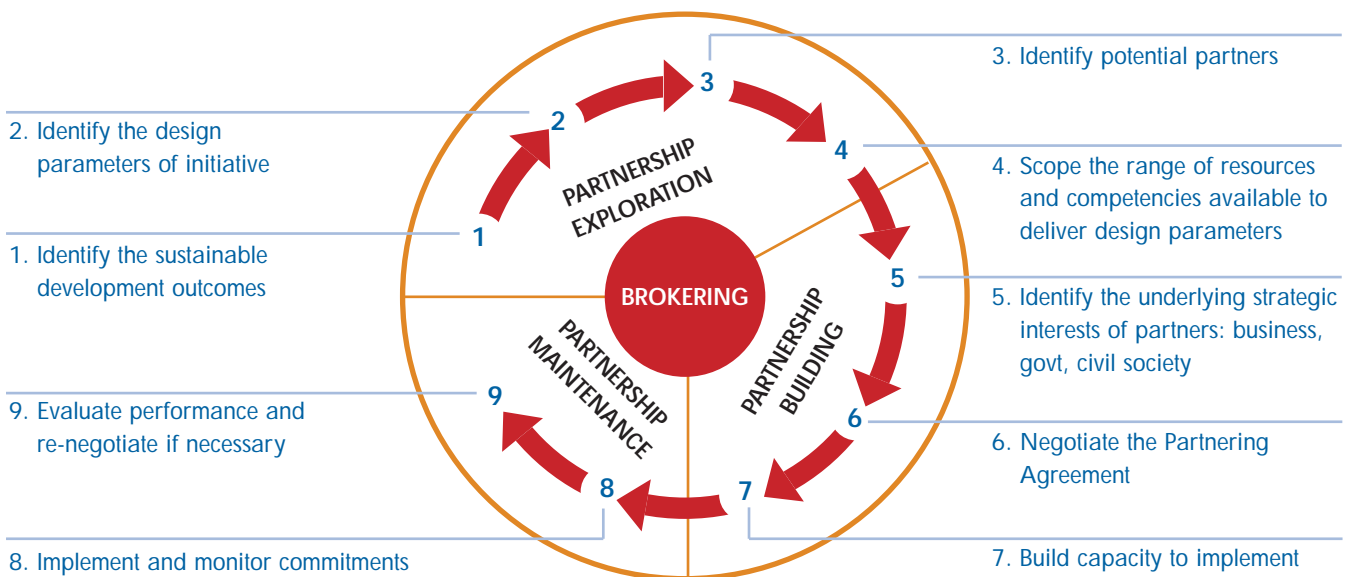 3. Identify potential partners
2. Identify the design
parameters of initiative
4. Scope the range of resources
and competencies available to
deliver design parameters
1. Identify the sustainable
development outcomes
5. Identify the underlying strategic
interests of partners: business,
govt, civil society
9. Evaluate performance and
re-negotiate if necessary
6. Negotiate the Partnering
Agreement
8. Implement and monitor commitments
7. Build capacity to implement
1
2
3
4
5
6
7
8
9
PARTNERSHIP
EXPLORATION
BROKERING
PARTNERSHIP
BUILDING
PARTNERSHIP
MAINTENANCE